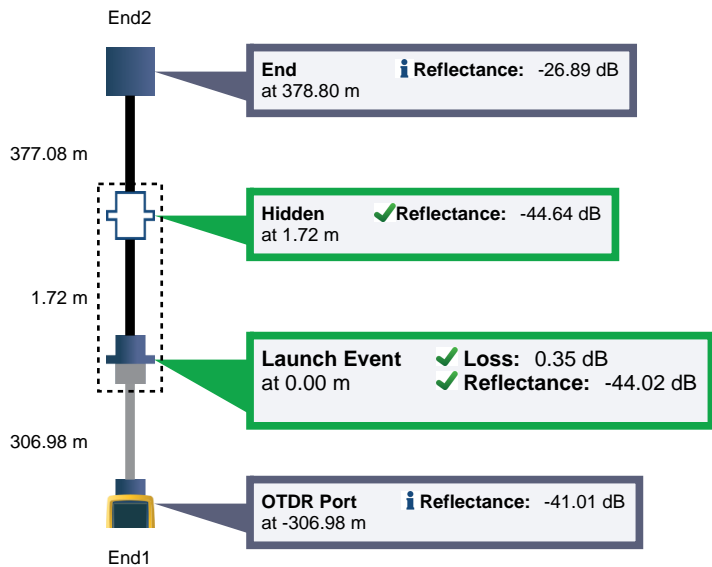 End2
End Reflectance: -26.89 dB
at 378.80 m
377.08 m
Hidden Reflectance: -44.64 dB
at 1.72 m
1.72 m
Launch Event Loss: 0.35 dB
at 0.00 m Reflectance: -44.02 dB
306.98 m
OTDR Port Reflectance: -41.01 dB
at -306.98 m
End1